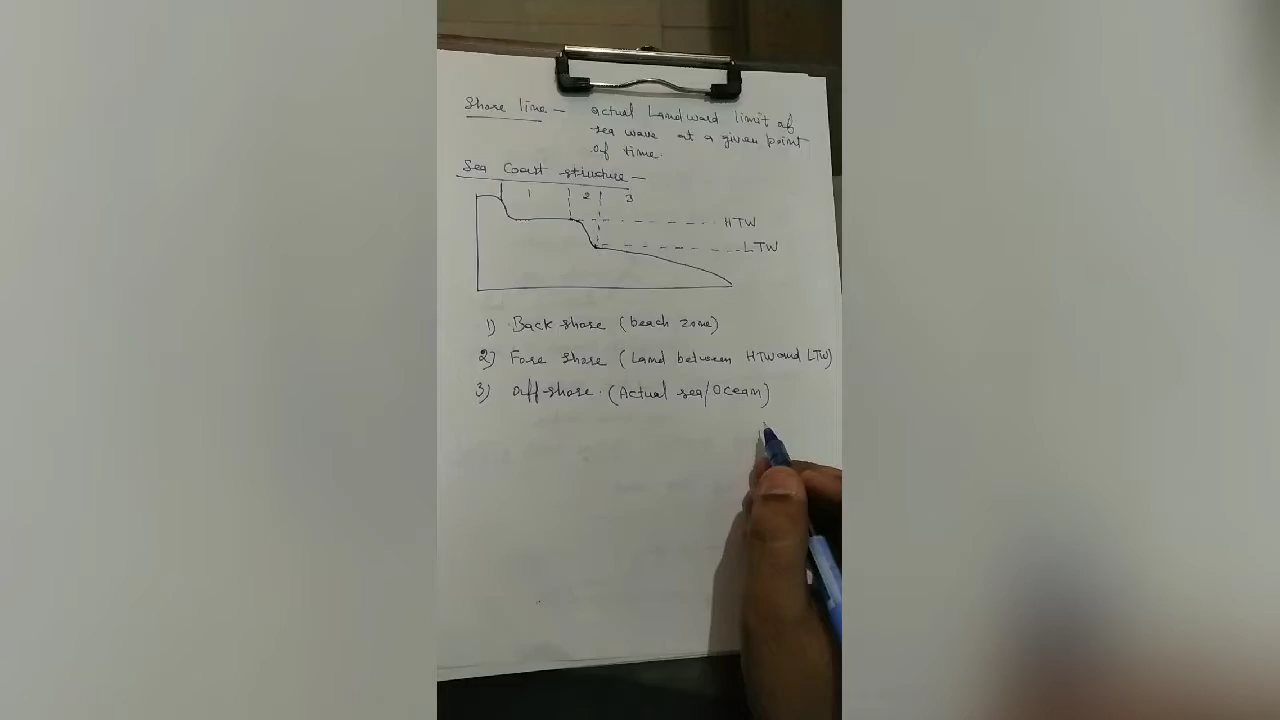 Shore line – actual Landward limit of
sea wave at a given point
of time.
Sea Coast structure –
1 2 3
HTW
LTW
1) Back shore (beach zone)
2) Fore shore (Land between HTW and LTW)
3) Off shore. (Actual sea/Ocean)